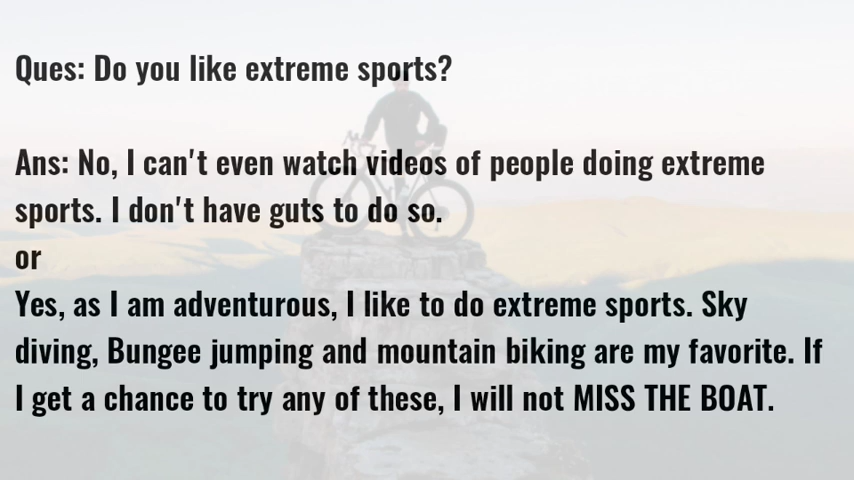 Ques: Do you like extreme sports?
Ans: No, I can't even watch videos of people doing extreme
sports. I don't have guts to do so.
or
Yes, as I am adventurous, I like to do extreme sports. Sky
diving, Bungee jumping and mountain biking are my favorite. If
I get a chance to try any of these, I will not MISS THE BOAT.